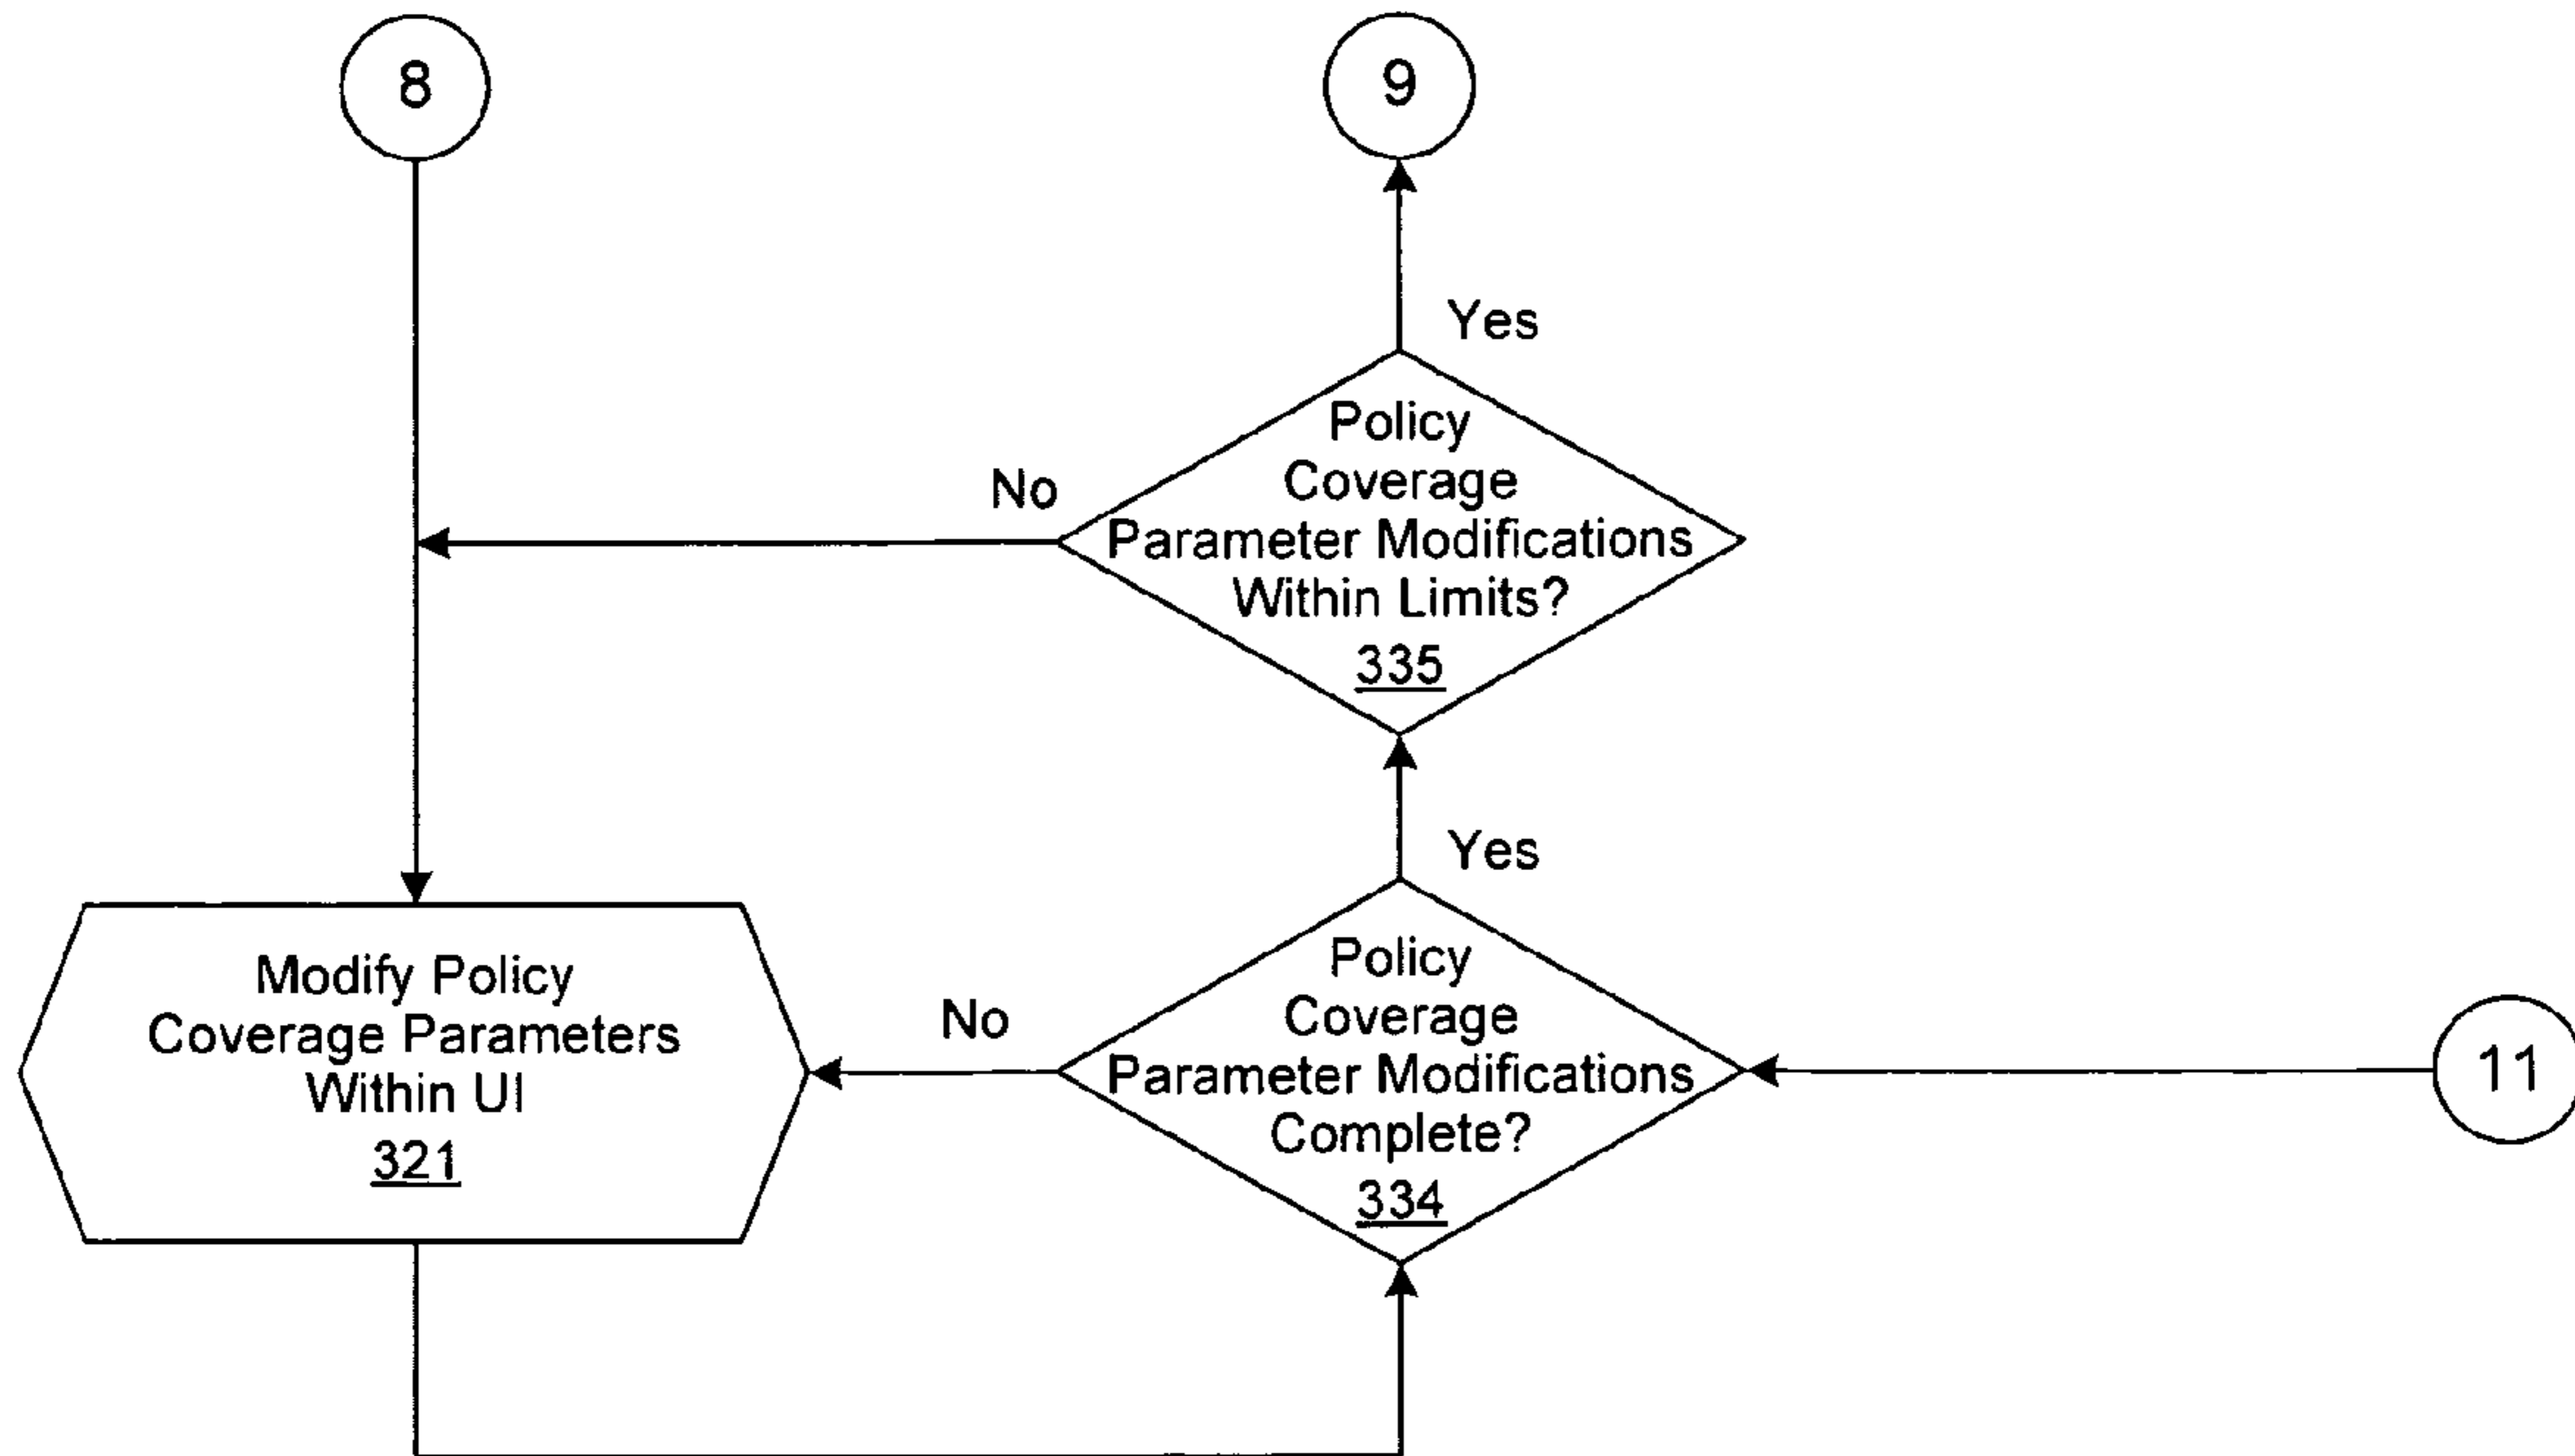 8
9
Yes
No
Policy
Coverage
Parameter Modifications
Within Limits?
335
Yes
No
Modify Policy
Coverage Parameters
Within UI
321
Policy
Coverage
Parameter Modifications
Complete?
334
11